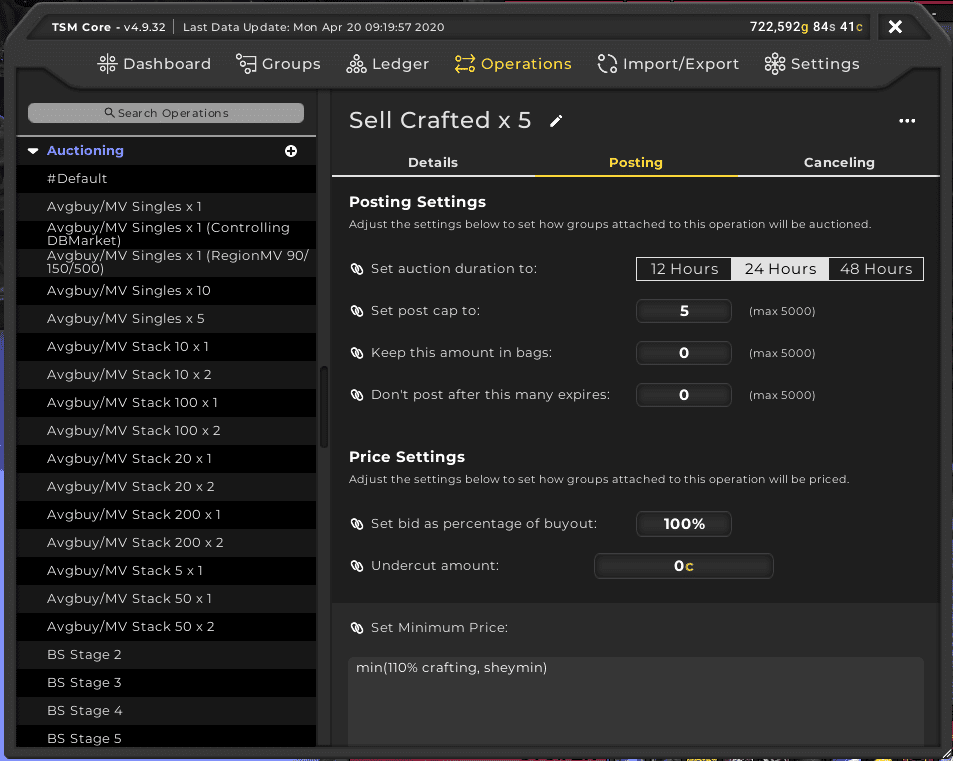 TSM Core - v4.9.32 | Last Data Update: Mon Apr 20 09:19:57 2020 722,592g 84s 41c
Dashboard Groups Ledger Operations Import/Export Settings
Search Operations
Auctioning
#Default
Avgbuy/MV Singles x 1
Avgbuy/MV Singles x 1 (Controlling
DBMarket)
Avgbuy/MV Singles x 1 (RegionMV 90/
150/500)
Avgbuy/MV Singles x 10
Avgbuy/MV Singles x 5
Avgbuy/MV Stack 10 x 1
Avgbuy/MV Stack 10 x 2
Avgbuy/MV Stack 100 x 1
Avgbuy/MV Stack 100 x 2
Avgbuy/MV Stack 20 x 1
Avgbuy/MV Stack 20 x 2
Avgbuy/MV Stack 200 x 1
Avgbuy/MV Stack 200 x 2
Avgbuy/MV Stack 5 x 1
Avgbuy/MV Stack 50 x 1
Avgbuy/MV Stack 50 x 2
BS Stage 2
BS Stage 3
BS Stage 4
BS Stage 5
Sell Crafted x 5
Details Posting Canceling
Posting Settings
Adjust the settings below to set how groups attached to this operation will be auctioned.
Set auction duration to: 12 Hours 24 Hours 48 Hours
Set post cap to: 5 (max 5000)
Keep this amount in bags: 0 (max 5000)
Don't post after this many expires: 0 (max 5000)
Price Settings
Adjust the settings below to set how groups attached to this operation will be priced.
Set bid as percentage of buyout: 100%
Undercut amount: 0c
Set Minimum Price:
min(110% crafting, sheymin)